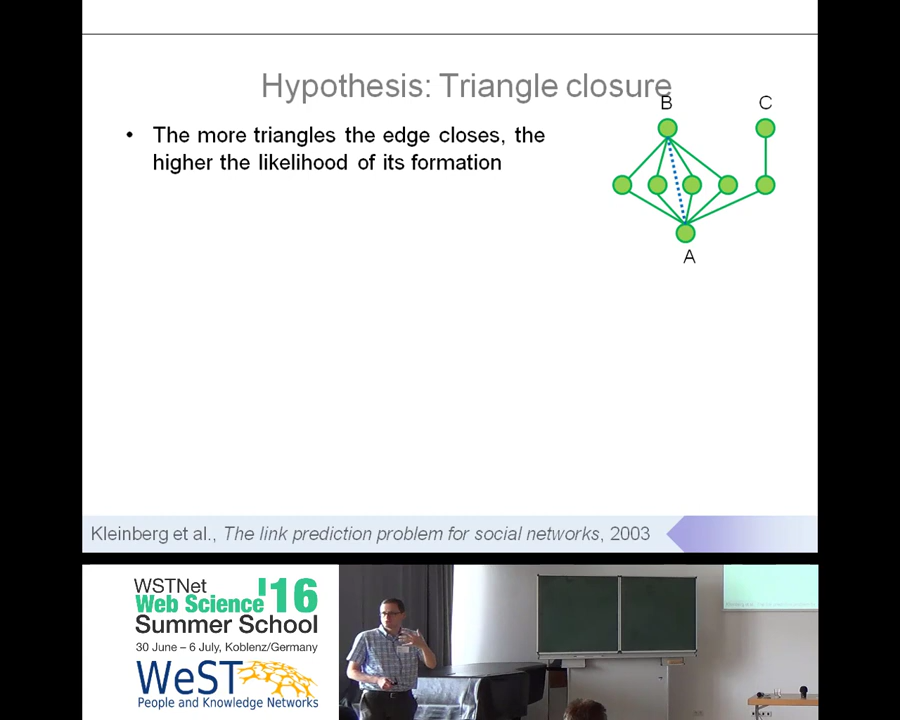 Hypothesis: Triangle closure
B
C
• The more triangles the edge closes, the
higher the likelihood of its formation
A
Kleinberg et al., The link prediction problem for social networks, 2003
WSTNet
Web Science '16
Summer School
30 June – 6 July, Koblenz/Germany
WeST
People and Knowledge Networks